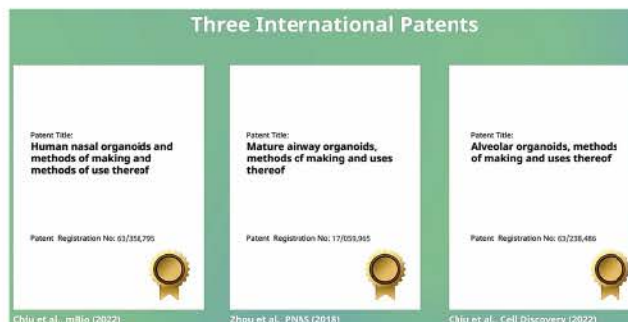 Three International Patents
Patent Title:
Human nasal organoids and
methods of making and
methods of use thereof
Patent Registration No: 63/358,795
Chiu et al., mBio (2022)
Patent Title:
Mature airway organoids,
methods of making and uses
thereof
Patent Registration No: 17/059,965
Zhou et al., PNAS (2018)
Patent Title:
Alveolar organoids, methods
of making and uses thereof
Patent Registration No: 63/238,486
Chiu et al., Cell Discovery (2022)